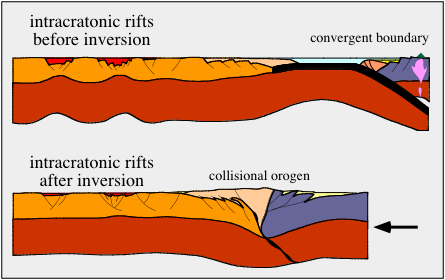 intracratonic rifts
before inversion
convergent boundary
intracratonic rifts
after inversion
collisional orogen